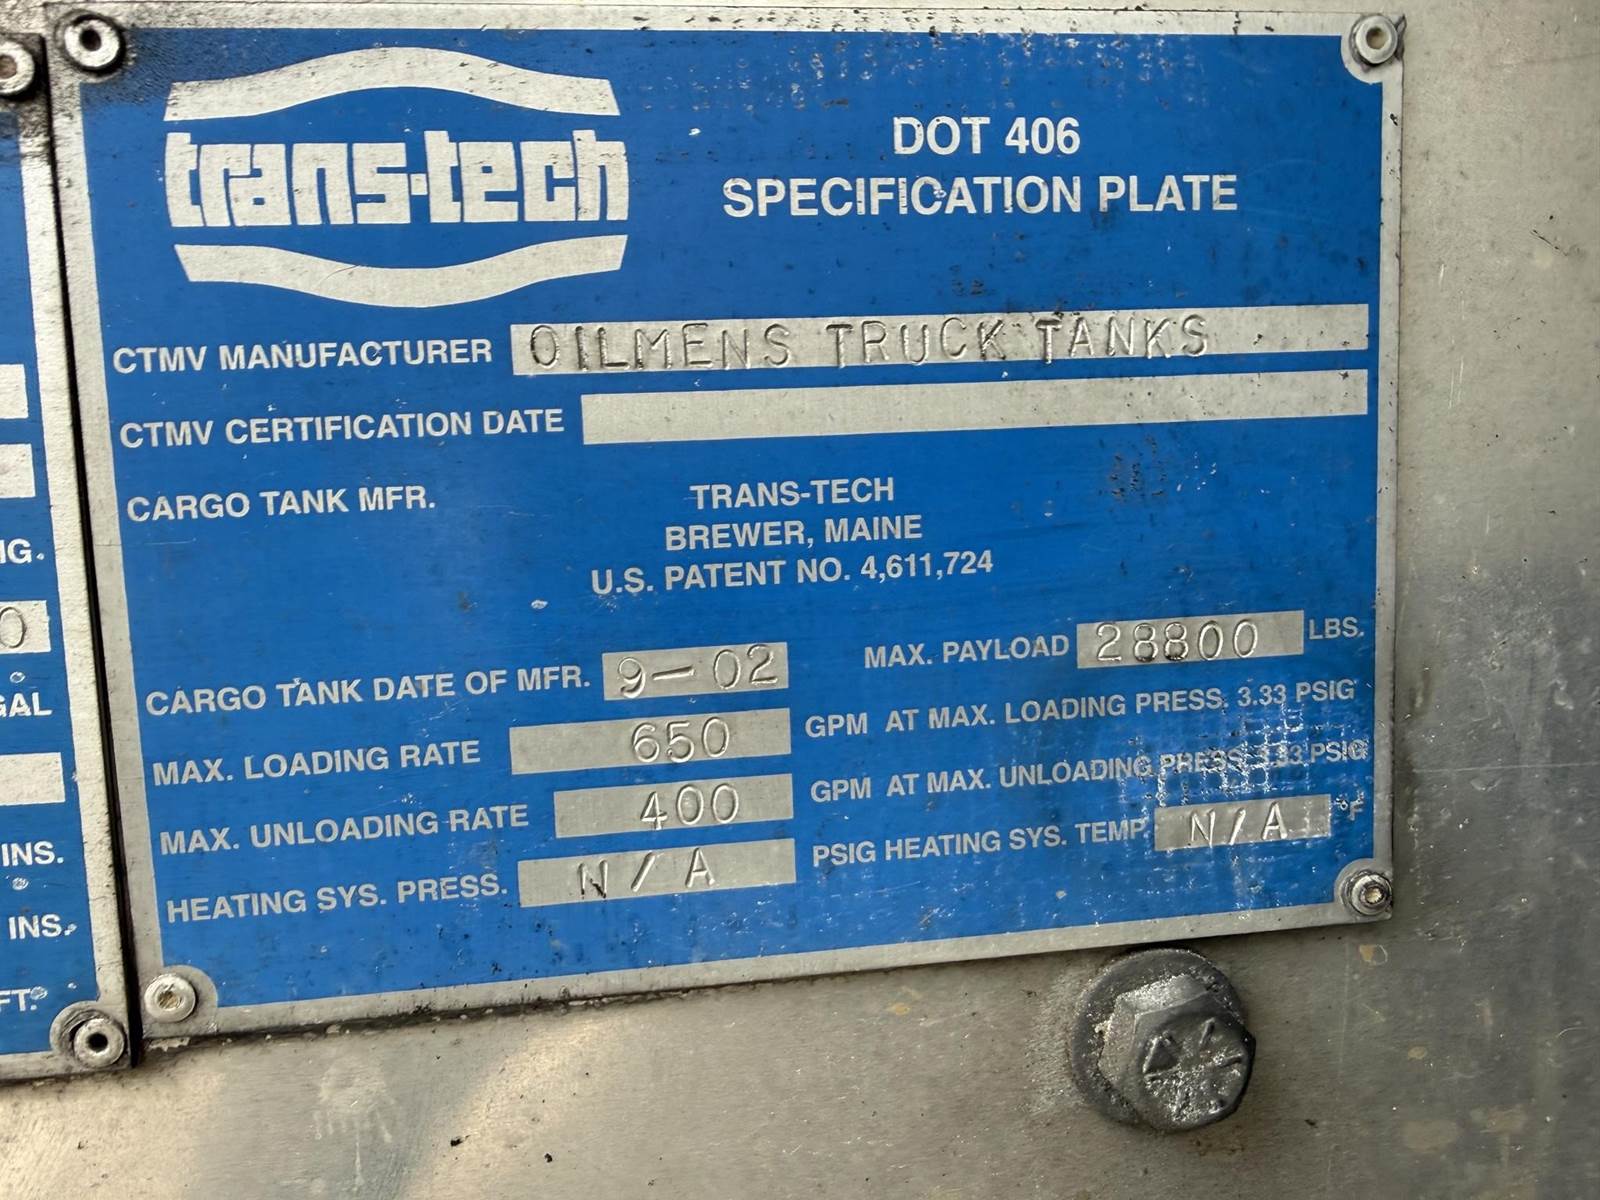 trans-tech
DOT 406
SPECIFICATION PLATE
CTMV MANUFACTURER OILMENS TRUCK TANKS
CTMV CERTIFICATION DATE
CARGO TANK MFR. TRANS-TECH
BREWER, MAINE
U.S. PATENT NO. 4,611,724
CARGO TANK DATE OF MFR. 9-02 MAX. PAYLOAD 28800 LBS.
MAX. LOADING RATE 650 GPM AT MAX. LOADING PRESS. 3.33 PSIG
MAX. UNLOADING RATE 400 GPM AT MAX. UNLOADING PRESS. 3.33 PSIG
HEATING SYS. PRESS. N/A PSIG HEATING SYS. TEMP. N/A °F
IG.
0
GAL
INS.
INS.
FT.